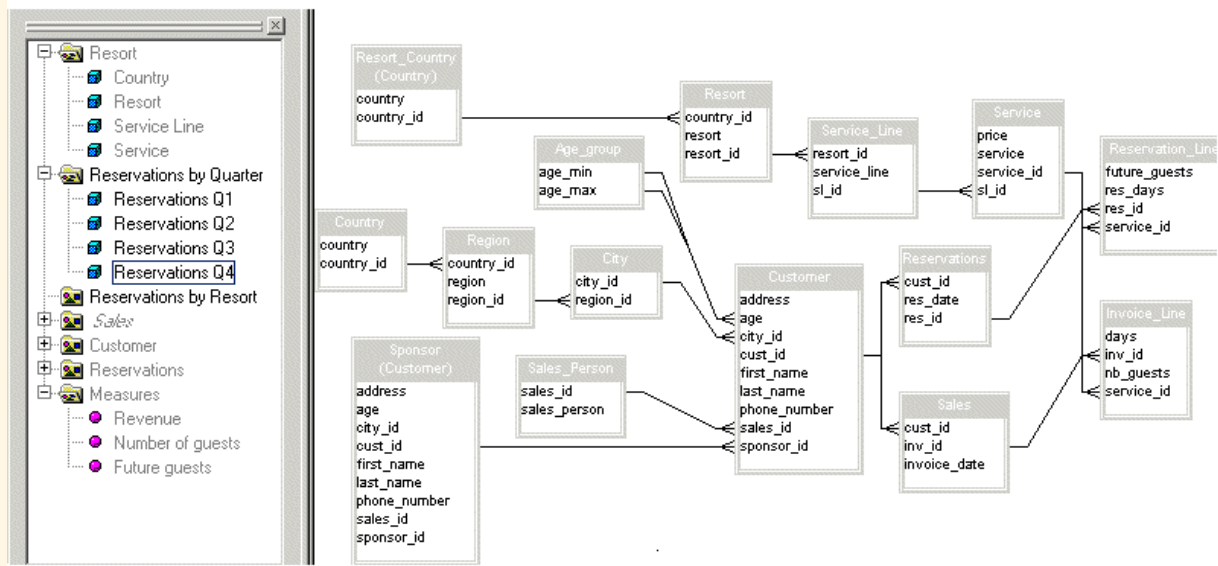 Resort
Country
Resort
Service Line
Service
Reservations by Quarter
Reservations Q1
Reservations Q2
Reservations Q3
Reservations Q4
Reservations by Resort
Sales
Customer
Reservations
Measures
Revenue
Number of guests
Future guests
Resort_Country
(Country)
country
country_id
Resort
country_id
resort
resort_id
Service_Line
resort_id
service_line
sl_id
Service
price
service
service_id
sl_id
Reservation_Line
future_guests
res_days
res_id
service_id
Age_group
age_min
age_max
Country
country
country_id
Region
country_id
region
region_id
City
city_id
region_id
Customer
address
age
city_id
cust_id
first_name
last_name
phone_number
sales_id
sponsor_id
Reservations
cust_id
res_date
res_id
Invoice_Line
days
inv_id
nb_guests
service_id
Sponsor
(Customer)
address
age
city_id
cust_id
first_name
last_name
phone_number
sales_id
sponsor_id
Sales_Person
sales_id
sales_person
Sales
cust_id
inv_id
invoice_date